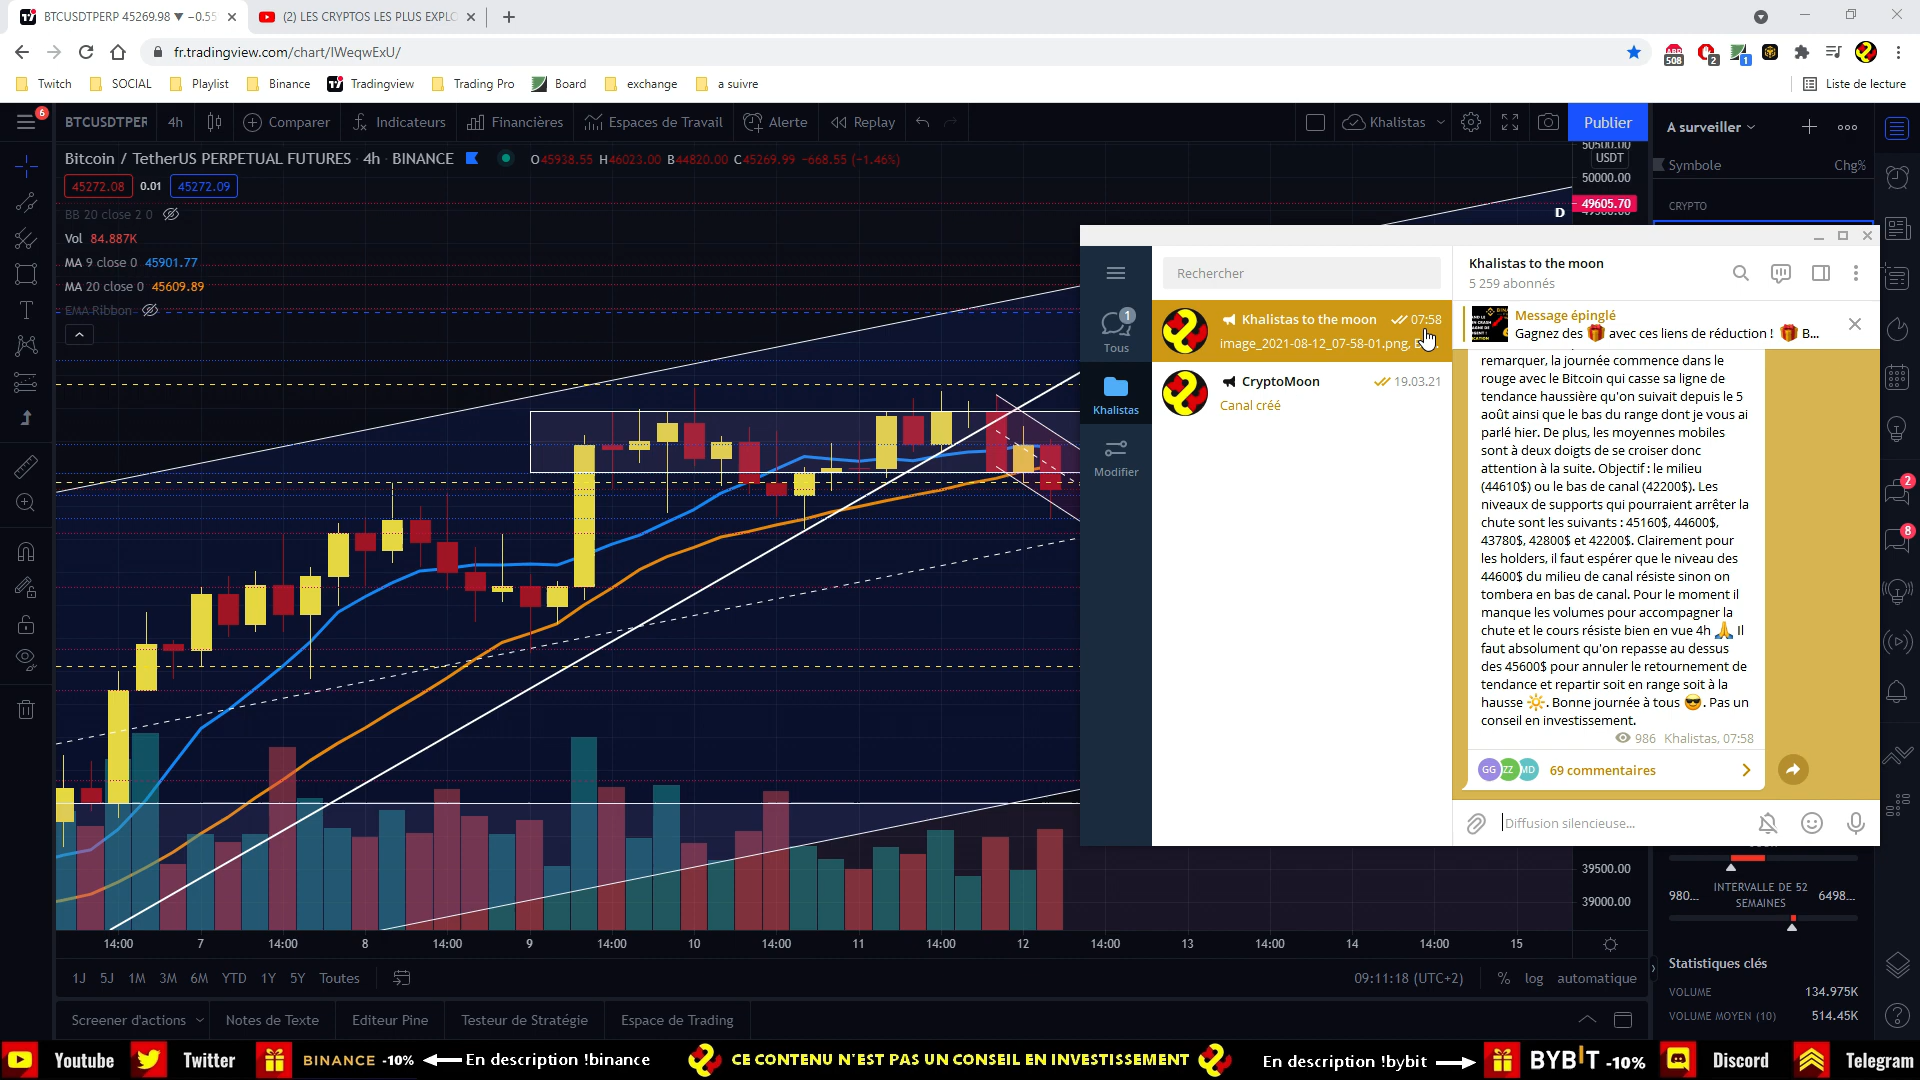 BTCUSDTPERP 45269.98 ▼ −0.55
(2) LES CRYPTOS LES PLUS EXPLO
fr.tradingview.com/chart/IWeqwExU/
508
2
1
Twitch
SOCIAL
Playlist
Binance
Tradingview
Trading Pro
Board
exchange
a suivre
Liste de lecture
6
BTCUSDTPER
4h
Comparer
Indicateurs
Financières
Espaces de Travail
Alerte
Replay
Khalistas
Publier
A surveiller
Bitcoin / TetherUS PERPETUAL FUTURES · 4h · BINANCE
O45938.55 H46023.00 B44820.00 C45269.99 −668.55 (−1.46%)
45272.08 0.01 45272.09
BB 20 close 2 0
Vol 84.887K
MA 9 close 0 45901.77
MA 20 close 0 45609.89
EMA Ribbon
50500.00
USDT
50000.00
49605.70
D
Symbole Chg%
CRYPTO
Rechercher
1
Tous
Khalistas
Modifier
Khalistas to the moon 07:58
image_2021-08-12_07-58-01.png,
CryptoMoon 19.03.21
Canal créé
Khalistas to the moon
5 259 abonnés
Message épinglé
Gagnez des 🎁 avec ces liens de réduction ! 🎁 B...
remarquer, la journée commence dans le
rouge avec le Bitcoin qui casse sa ligne de
tendance haussière qu'on suivait depuis le 5
août ainsi que le bas du range dont je vous ai
parlé hier. De plus, les moyennes mobiles
sont à deux doigts de se croiser donc
attention à la suite. Objectif : le milieu
(44610$) ou le bas de canal (42200$). Les
niveaux de supports qui pourraient arrêter la
chute sont les suivants : 45160$, 44600$,
43780$, 42800$ et 42200$. Clairement pour
les holders, il faut espérer que le niveau des
44600$ du milieu de canal résiste sinon on
tombera en bas de canal. Pour le moment il
manque les volumes pour accompagner la
chute et le cours résiste bien en vue 4h 🙏 Il
faut absolument qu'on repasse au dessus
des 45600$ pour annuler le retournement de
tendance et repartir soit en range soit à la
hausse ☀️. Bonne journée à tous 😎. Pas un
conseil en investissement.
986 Khalistas, 07:58
GG ZZ MD 69 commentaires
Diffusion silencieuse...
2
8
39500.00
39000.00
980... INTERVALLE DE 52 SEMAINES 6498...
14:00 7 14:00 8 14:00 9 14:00 10 14:00 11 14:00 12 14:00 13 14:00 14 14:00 15
1J 5J 1M 3M 6M YTD 1Y 5Y Toutes
09:11:18 (UTC+2) % log automatique
Statistiques clés
VOLUME 134.975K
VOLUME MOYEN (10) 514.45K
Screener d'actions
Notes de Texte
Editeur Pine
Testeur de Stratégie
Espace de Trading
Youtube
Twitter
BINANCE -10%
En description !binance
CE CONTENU N'EST PAS UN CONSEIL EN INVESTISSEMENT
En description !bybit
BYBIT -10%
Discord
Telegram